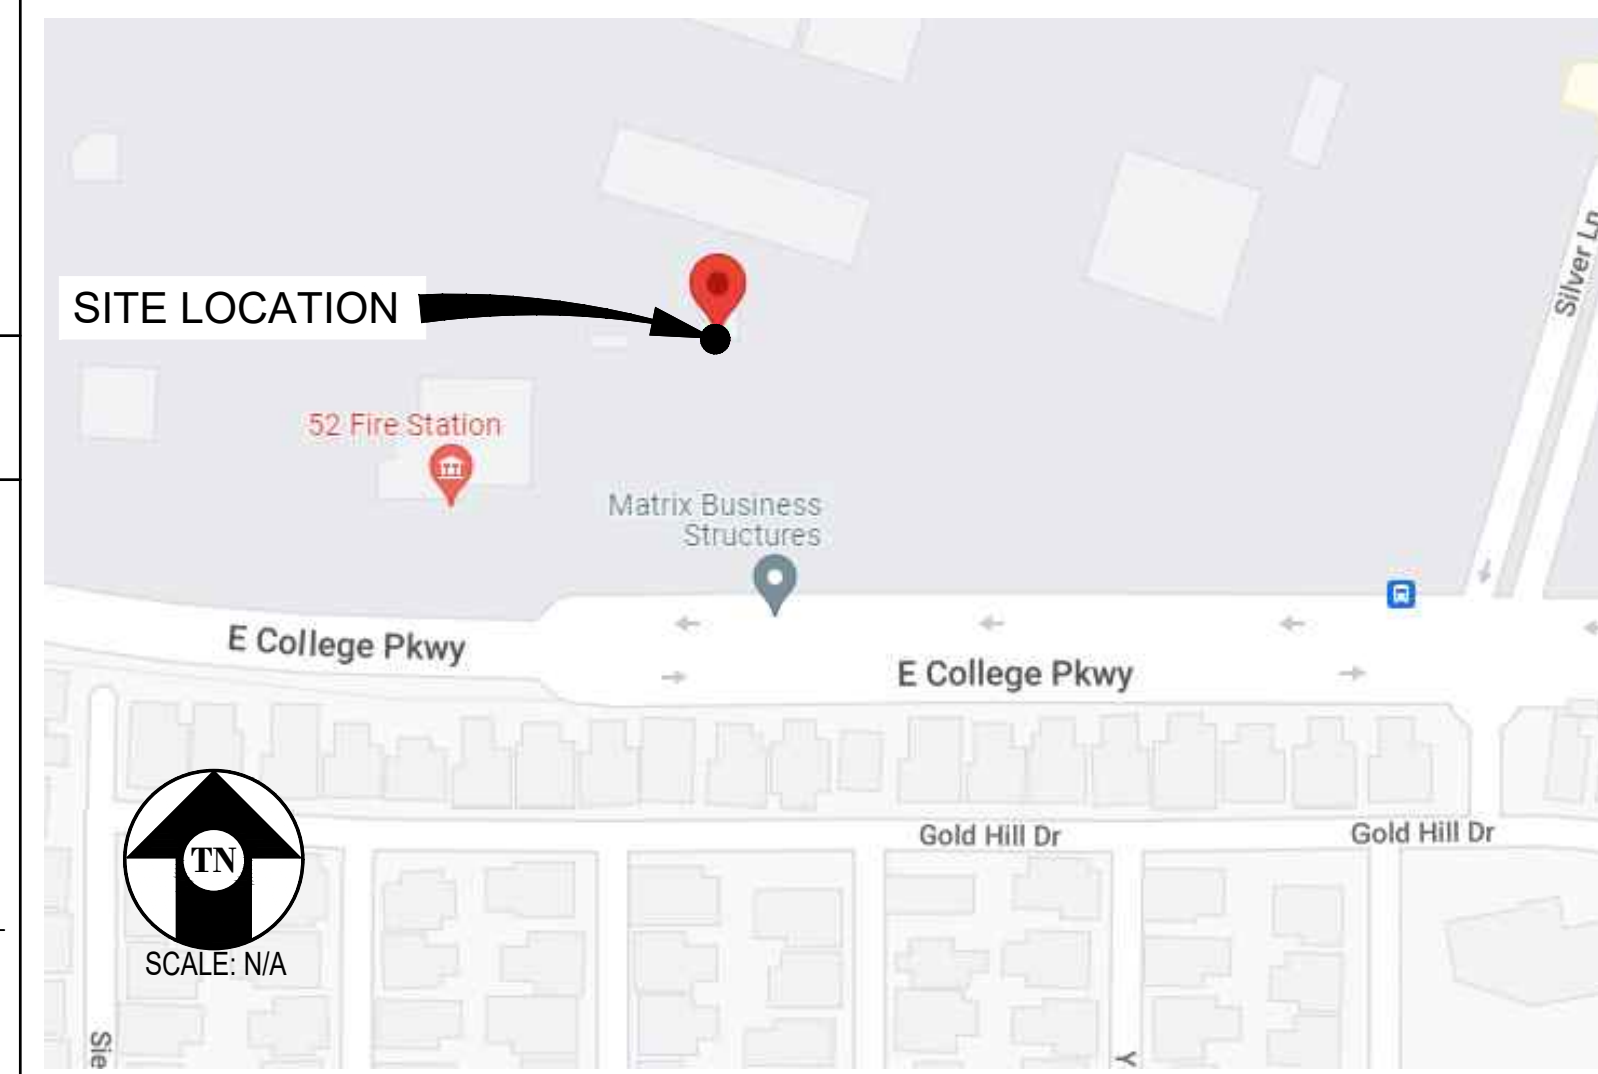 Silver Ln
SITE LOCATION
52 Fire Station
Matrix Business
Structures
E College Pkwy
E College Pkwy
Gold Hill Dr
Gold Hill Dr
TN
SCALE: N/A
Sie
Y